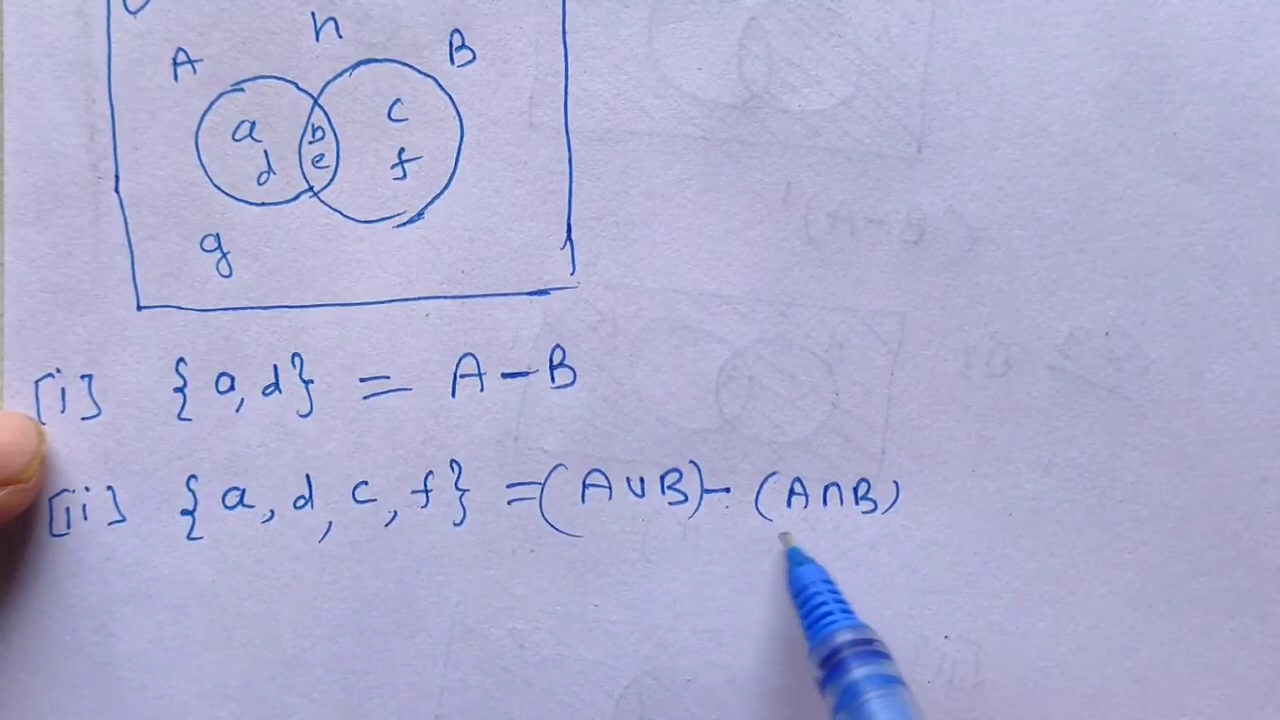 n
A B
a b c
d e f
g
[i] {a,d} = A-B
[ii] {a, d, c, f} = (A∪B)- (A∩B)